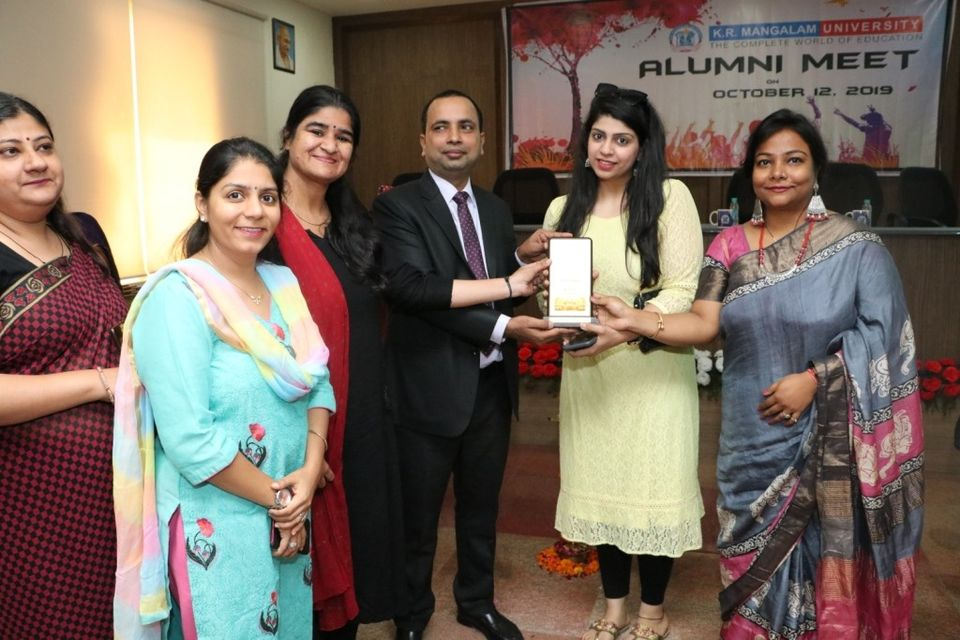 K.R. MANGALAM UNIVERSITY
THE COMPLETE WORLD OF EDUCATION
ALUMNI MEET
ON
OCTOBER 12, 2019